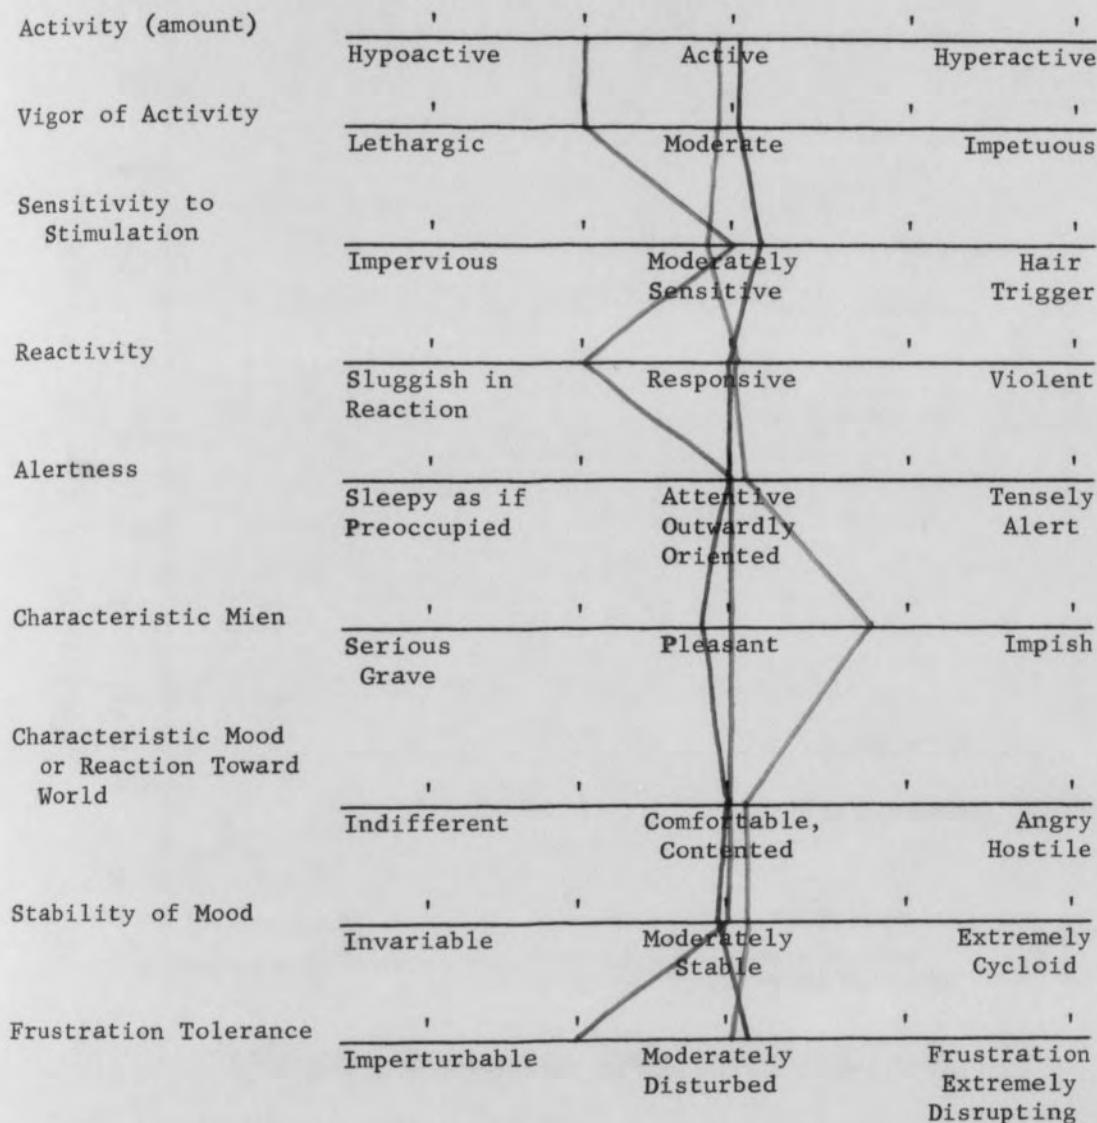 Activity (amount)
Hypoactive Active Hyperactive
Vigor of Activity
Lethargic Moderate Impetuous
Sensitivity to
Stimulation
Impervious Moderately Hair
Sensitive Trigger
Reactivity
Sluggish in Responsive Violent
Reaction
Alertness
Sleepy as if Attentive Tensely
Preoccupied Outwardly Alert
Oriented
Characteristic Mien
Serious Pleasant Impish
Grave
Characteristic Mood
or Reaction Toward
World
Indifferent Comfortable, Angry
Contented Hostile
Stability of Mood
Invariable Moderately Extremely
Stable Cycloid
Frustration Tolerance
Imperturbable Moderately Frustration
Disturbed Extremely
Disrupting